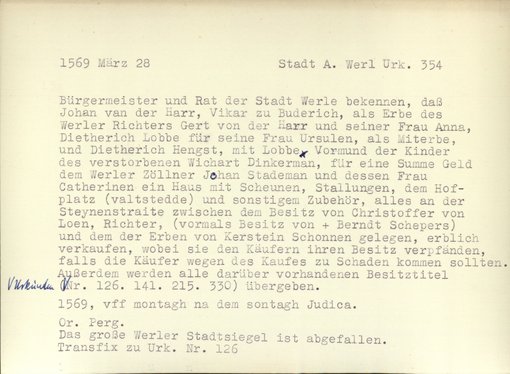 1569 März 28 Stadt A. Werl Urk. 354
Bürgermeister und Rat der Stadt Werle bekennen, daß
Johan van der Harr, Vikar zu Buderich, als Erbe des
Werler Richters Gert von der Harr und seiner Frau Anna,
Dietherich Lobbe für seine Frau Ursulen, als Miterbe,
und Dietherich Hengst, mit Lobbe, Vormund der Kinder
des verstorbenen Wichart Dinkerman, für eine Summe Geld
dem Werler Zöllner Johan Stademan und dessen Frau
Catherinen ein Haus mit Scheunen, Stallungen, dem Hof-
platz (valtstedde) und sonstigem Zubehör, alles an der
Steynenstraite zwischen dem Besitz von Christoffer von
Loen, Richter, (vormals Besitz von + Berndt Schepers)
und dem der Erben von Kerstein Schonnen gelegen, erblich
verkaufen, wobei sie den Käufern ihren Besitz verpfänden,
falls die Käufer wegen des Kaufes zu Schaden kommen sollten.
Außerdem werden alle darüber vorhandenen Besitztitel
Urkunden (Nr. 126. 141. 215. 330) übergeben.
1569, vff montagh na dem sontagh Judica.
Or. Perg.
Das große Werler Stadtsiegel ist abgefallen.
Transfix zu Urk. Nr. 126